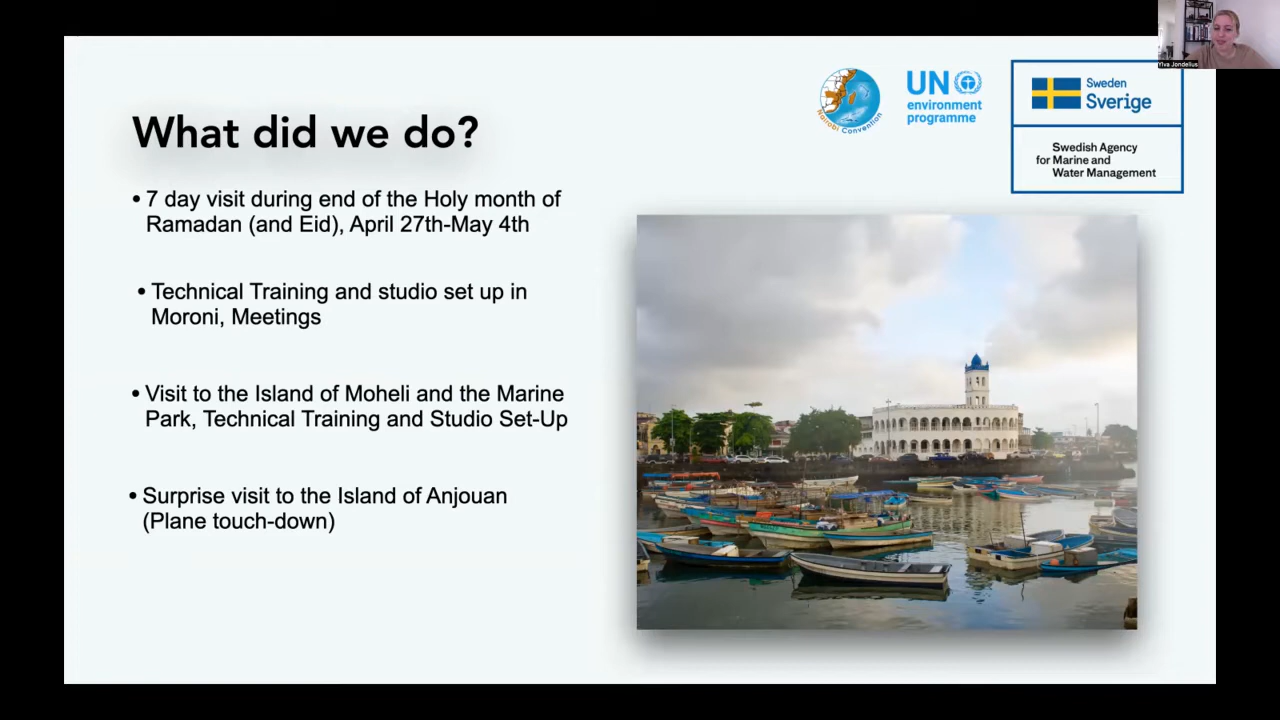 Ylva Jondelius
Nairobi Convention
UN
environment
programme
Sweden
Sverige
Swedish Agency
for Marine and
Water Management
What did we do?
• 7 day visit during end of the Holy month of
Ramadan (and Eid), April 27th-May 4th
• Technical Training and studio set up in
Moroni, Meetings
• Visit to the Island of Moheli and the Marine
Park, Technical Training and Studio Set-Up
• Surprise visit to the Island of Anjouan
(Plane touch-down)